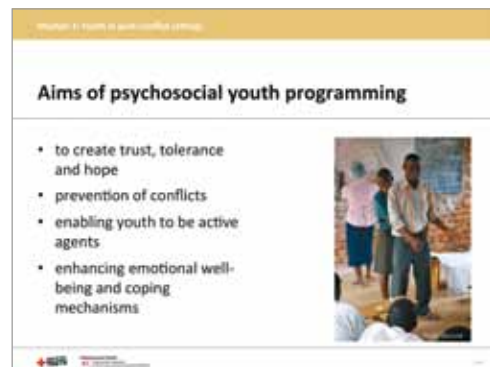 Aims of psychosocial youth programming
• to create trust, tolerance
and hope
• prevention of conflicts
• enabling youth to be active
agents
• enhancing emotional well-
being and coping
mechanisms